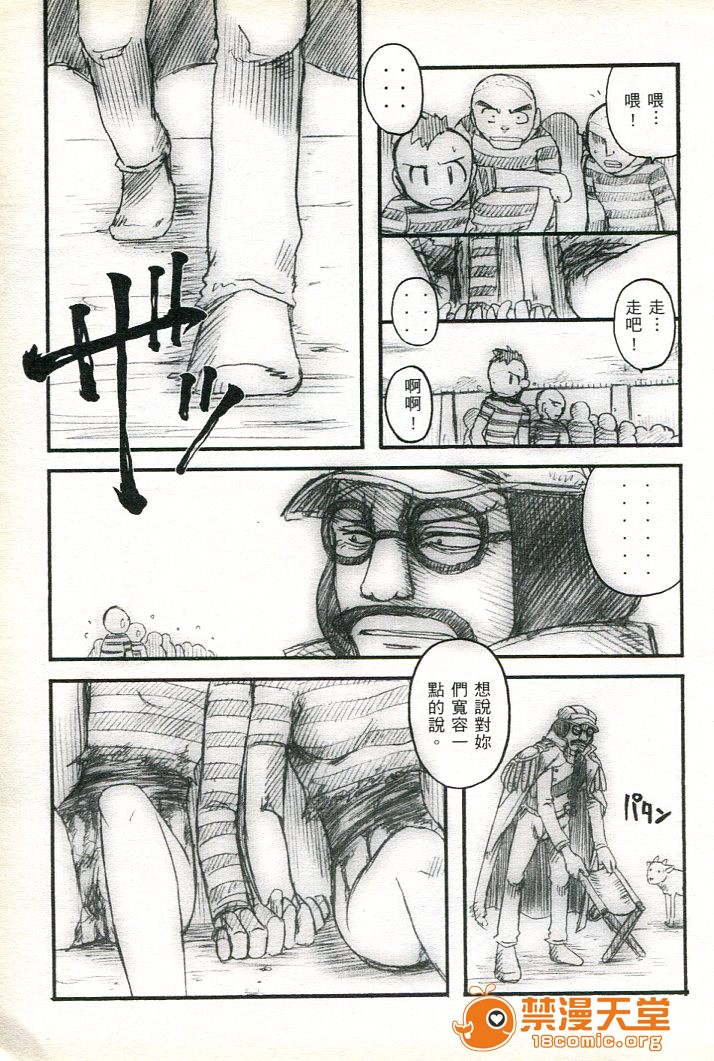 喂…
喂！
⋯⋯
走…
走吧！
⋯⋯
啊啊！
ザッ
⋯⋯⋯
想說對妳
們寬容一
點的說。
パタン
禁漫天堂
18comic.org